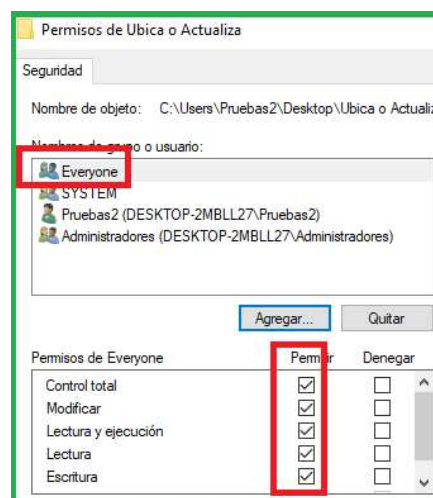 Permisos de Ubica o Actualiza
Seguridad
Nombre de objeto: C:\Users\Pruebas2\Desktop\Ubica o Actualiz
Nombres de grupo o usuario:
Everyone
SYSTEM
Pruebas2 (DESKTOP-2MBLL27\Pruebas2)
Administradores (DESKTOP-2MBLL27\Administradores)
Agregar... Quitar
Permisos de Everyone Permitir Denegar
Control total
Modificar
Lectura y ejecución
Lectura
Escritura